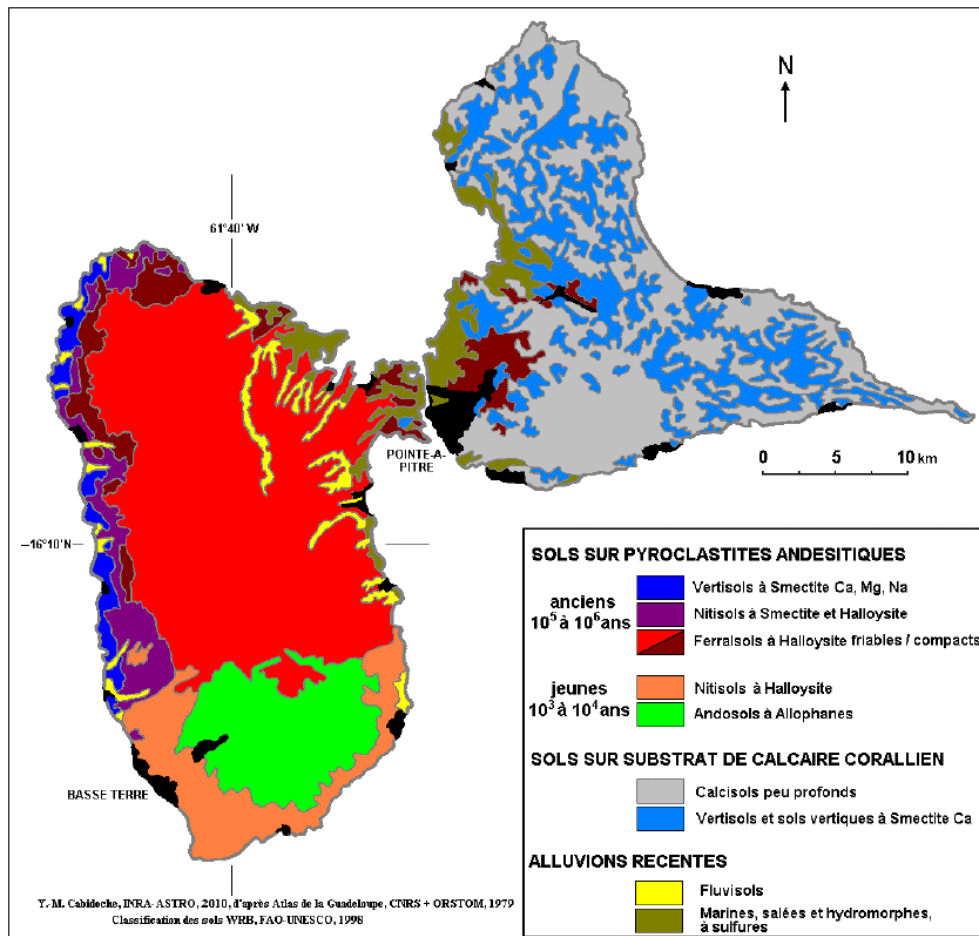 N
61°40' W
POINTE-A-
PITRE
0 5 10 km
16°10'N
BASSE TERRE
SOLS SUR PYROCLASTITES ANDESITIQUES
anciens
10⁵ à 10⁶ ans
Vertisols à Smectite Ca, Mg, Na
Nitisols à Smectite et Halloysite
Ferralsols à Halloysite friables / compacts
jeunes
10³ à 10⁴ ans
Nitisols à Halloysite
Andosols à Allophanes
SOLS SUR SUBSTRAT DE CALCAIRE CORALLIEN
Calcisols peu profonds
Vertisols et sols vertiques à Smectite Ca
ALLUVIONS RECENTES
Fluvisols
Marines, salées et hydromorphes,
à sulfures
Y.-M. Cabidoche, INRA-ASTRO, 2010, d'après Atlas de la Guadeloupe, CNRS + ORSTOM, 1979
Classification des sols WRB, FAO-UNESCO, 1998